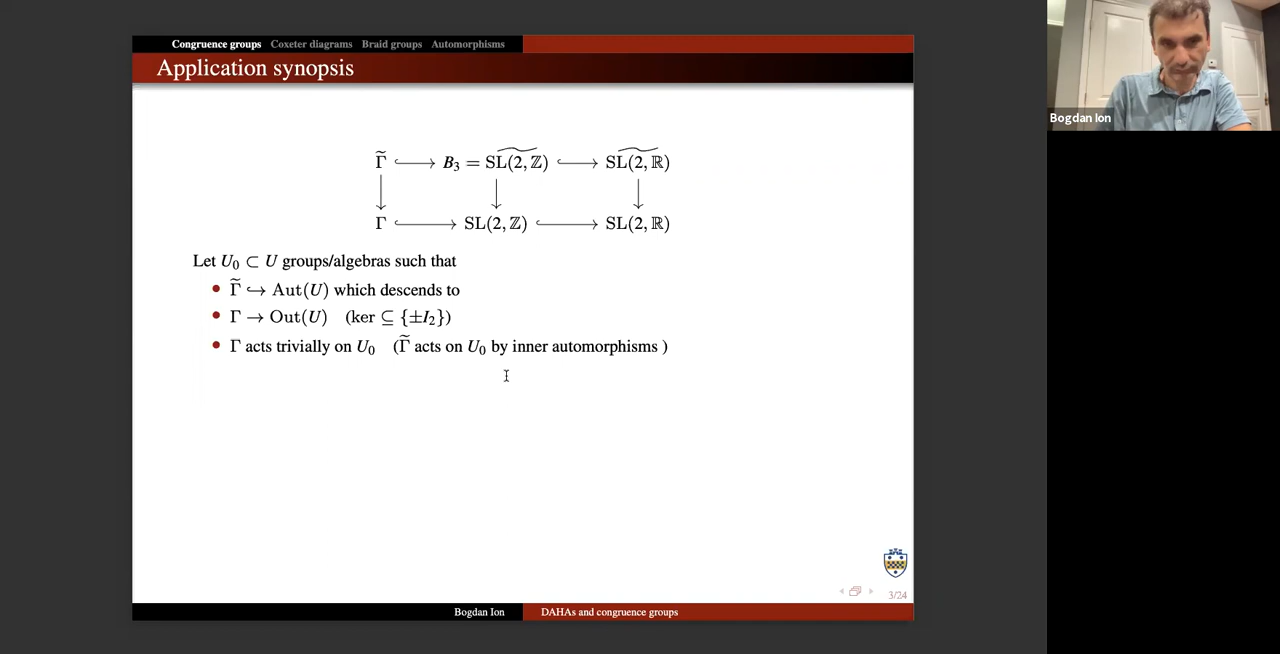 Congruence groups Coxeter diagrams Braid groups Automorphisms
Application synopsis
Γ̃ ↪ B₃ = S͠L(2, ℤ) ↪ S͠L(2, ℝ)
↓ ↓ ↓
Γ ↪ SL(2, ℤ) ↪ SL(2, ℝ)
Let U₀ ⊂ U groups/algebras such that
• Γ̃ ↪ Aut(U) which descends to
• Γ → Out(U) (ker ⊆ {±I₂})
• Γ acts trivially on U₀ (Γ̃ acts on U₀ by inner automorphisms )
3/24
Bogdan Ion DAHAs and congruence groups
Bogdan Ion